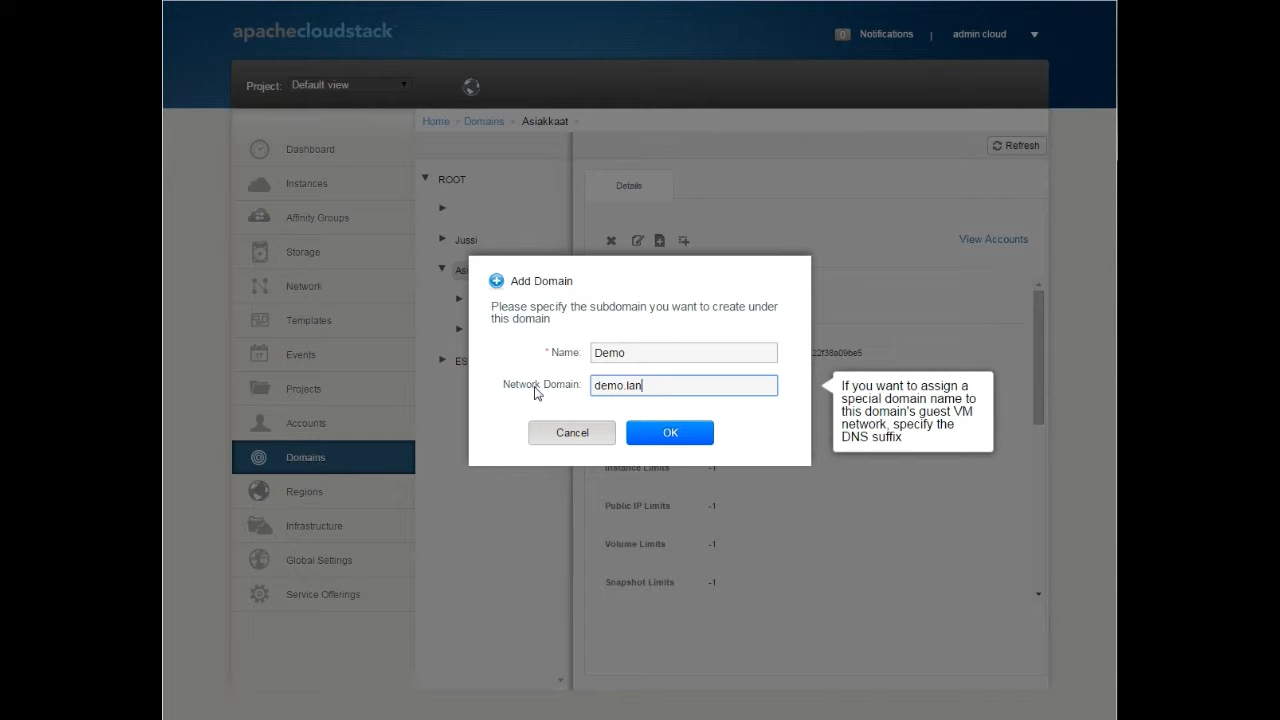 apachecloudstack™
0 Notifications | admin cloud
Project: Default view
Home > Domains > Asiakkaat >
Refresh
Dashboard
Instances
Affinity Groups
Storage
Network
Templates
Events
Projects
Accounts
Domains
Regions
Infrastructure
Global Settings
Service Offerings
ROOT
Jussi
Details
View Accounts
22f38a09be5
Add Domain
Please specify the subdomain you want to create under
this domain
* Name: Demo
Network Domain: demo.lan
Cancel OK
If you want to assign a
special domain name to
this domain's guest VM
network, specify the
DNS suffix
Instance Limits -1
Public IP Limits -1
Volume Limits -1
Snapshot Limits -1